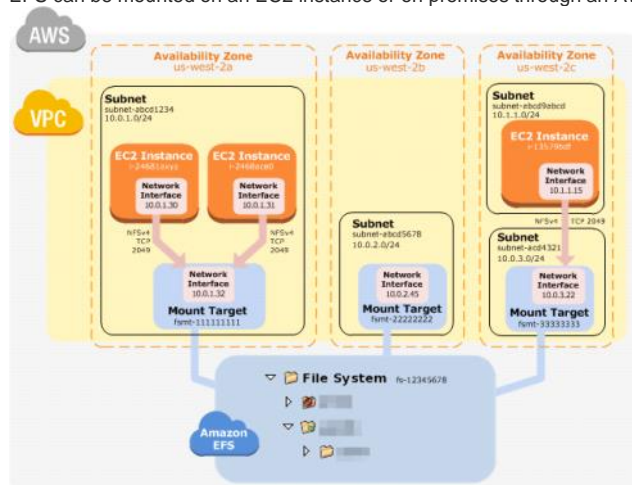 AWS
VPC
Availability Zone
us-west-2a
Subnet
subnet-abcd1234
10.0.1.0/24
EC2 Instance
EC2 Instance
Network
Interface
10.0.1.30
Network
Interface
10.0.1.31
NFSv4
TCP
2049
NFSv4
TCP
2049
Network
Interface
10.0.1.32
Mount Target
fsmt-111111111
Availability Zone
us-west-2b
Subnet
subnet-abcd5678
10.0.2.0/24
Network
Interface
10.0.2.45
Mount Target
fsmt-22222222
Availability Zone
us-west-2c
Subnet
subnet-abcd9abcd
10.1.1.0/24
EC2 Instance
i-13579bdf
Network
Interface
10.1.1.15
NFSv4 TCP 2049
Subnet
subnet-acd4321
10.0.3.0/24
Network
Interface
10.0.3.22
Mount Target
fsmt-33333333
File System fs-12345678
Amazon
EFS